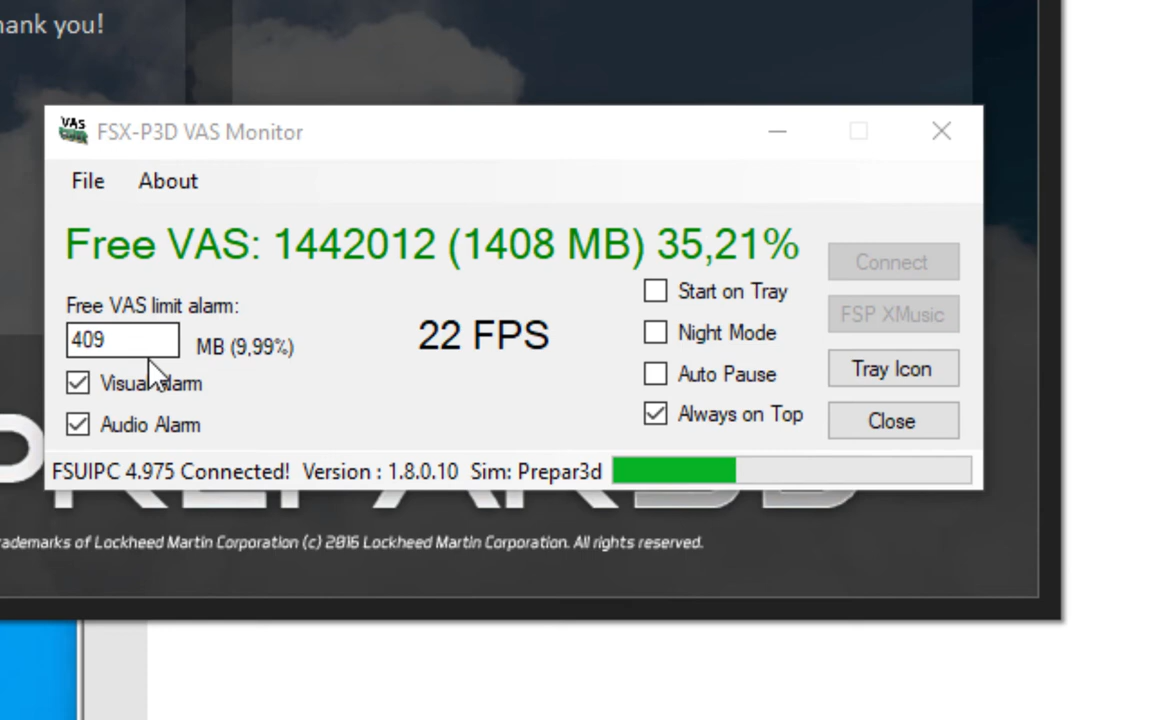 hank you!
FSX-P3D VAS Monitor
File About
Free VAS: 1442012 (1408 MB) 35,21%
Connect
Free VAS limit alarm:
Start on Tray
FSP XMusic
409 MB (9,99%)
22 FPS
Night Mode
Visual Alarm
Auto Pause
Tray Icon
Audio Alarm
Always on Top
Close
FSUIPC 4.975 Connected! Version : 1.8.0.10 Sim: Prepar3d
PREPAR3D
ademarks of Lockheed Martin Corporation (c) 2016 Lockheed Martin Corporation. All rights reserved.